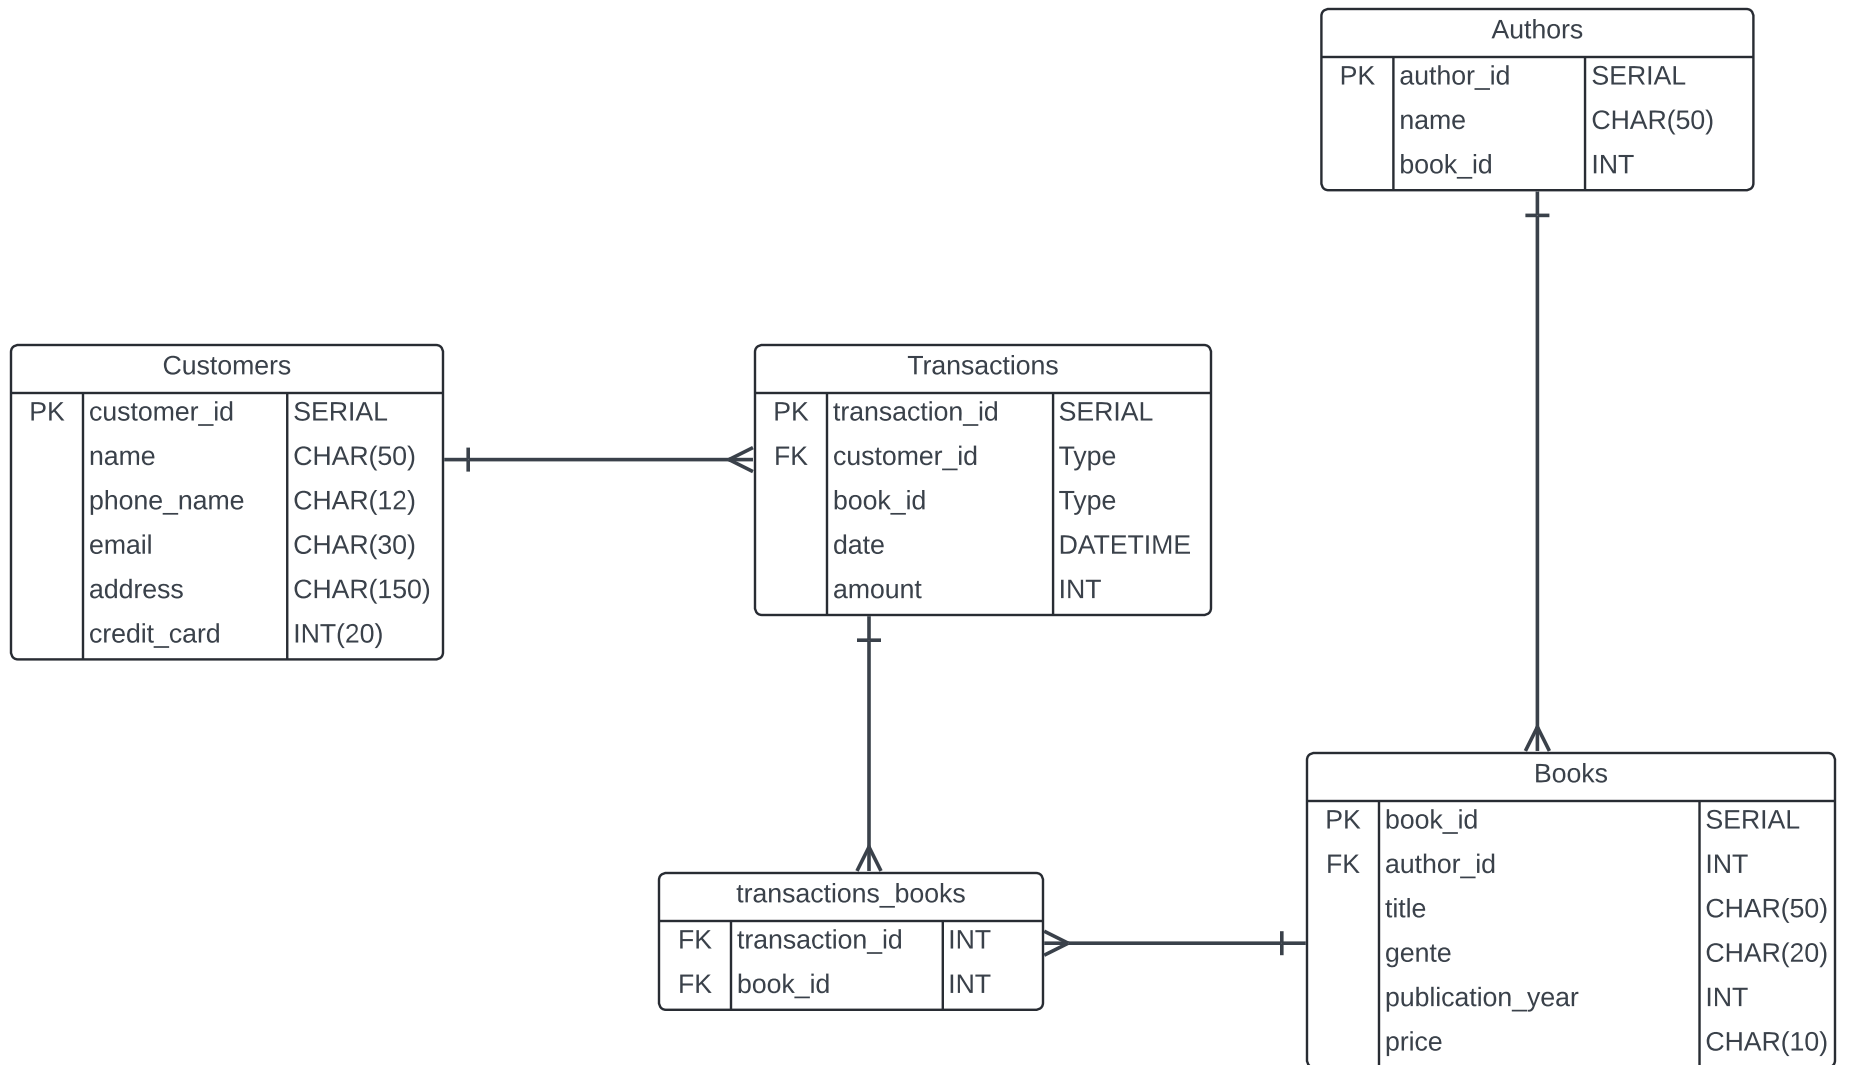 Authors
PK author_id SERIAL
name CHAR(50)
book_id INT
Customers
PK customer_id SERIAL
name CHAR(50)
phone_name CHAR(12)
email CHAR(30)
address CHAR(150)
credit_card INT(20)
Transactions
PK transaction_id SERIAL
FK customer_id Type
book_id Type
date DATETIME
amount INT
transactions_books
FK transaction_id INT
FK book_id INT
Books
PK book_id SERIAL
FK author_id INT
title CHAR(50)
gente CHAR(20)
publication_year INT
price CHAR(10)